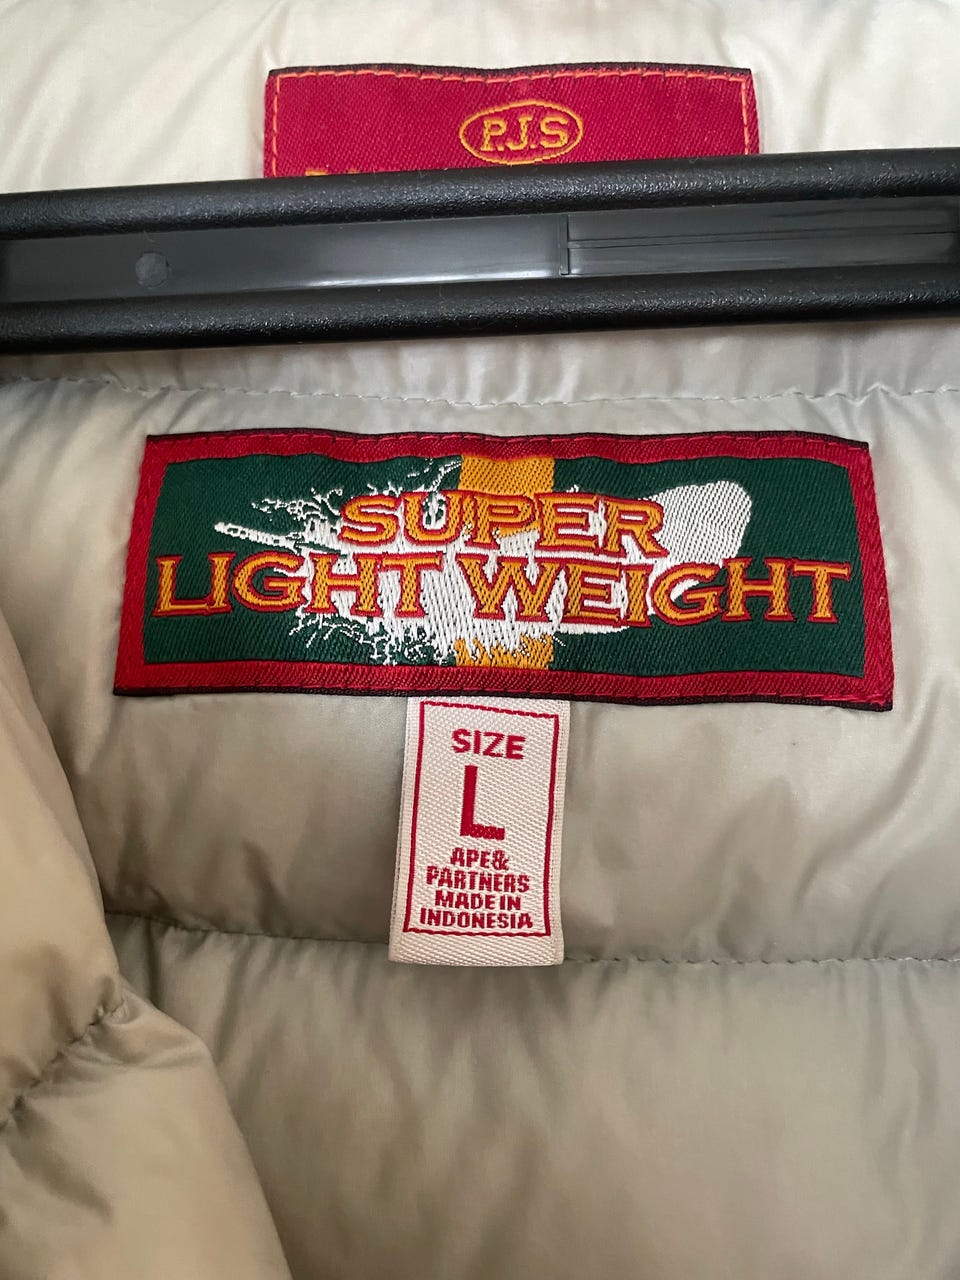 P.J.S
SUPER
LIGHT WEIGHT
SIZE
L
APE&
PARTNERS
MADE IN
INDONESIA